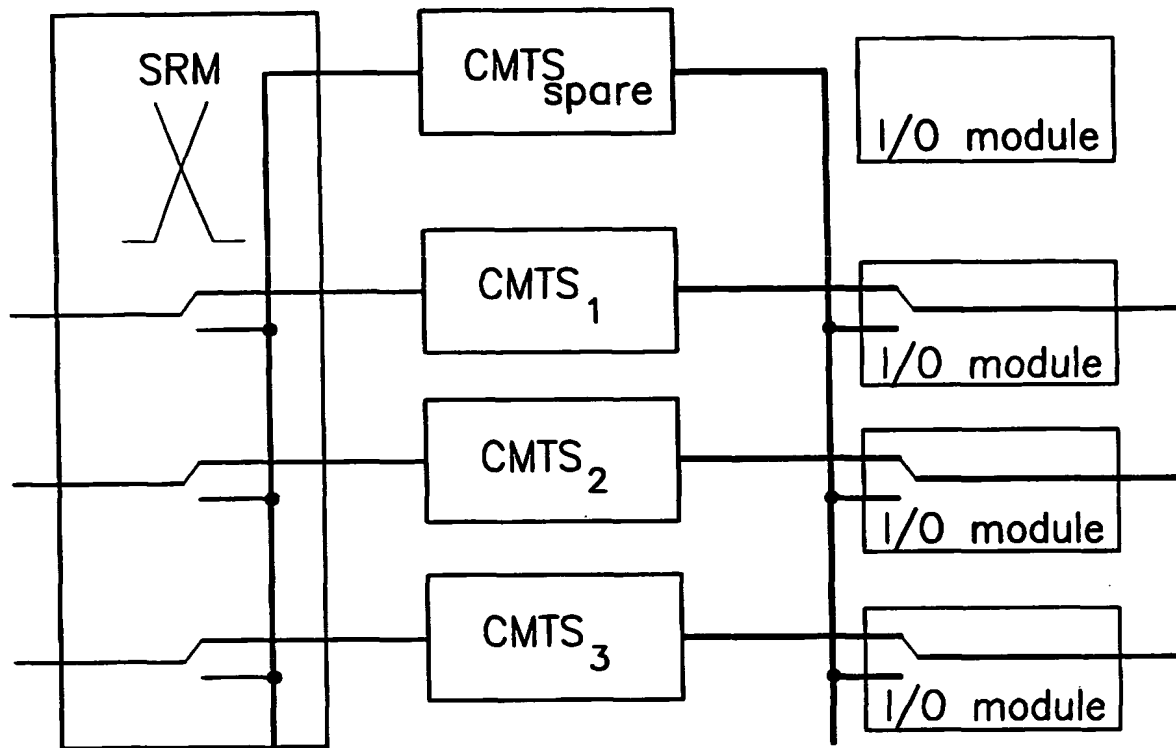 SRM
CMTS spare
I/O module
CMTS 1
I/O module
CMTS 2
I/O module
CMTS 3
I/O module